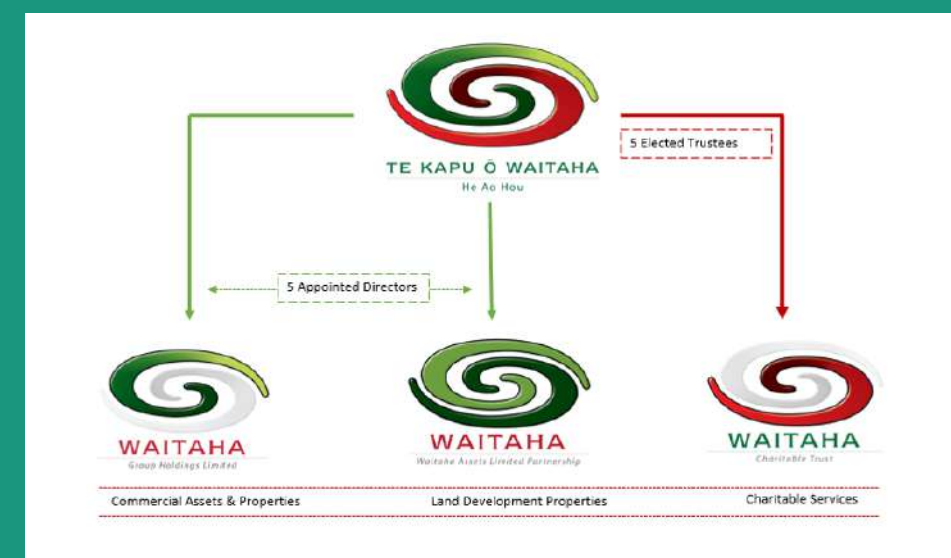 TE KAPU Ō WAITAHA
He Ao Hou
5 Elected Trustees
5 Appointed Directors
WAITAHA
Group Holdings Limited
WAITAHA
Waitaha Assets Limited Partnership
WAITAHA
Charitable Trust
Commercial Assets & Properties
Land Development Properties
Charitable Services